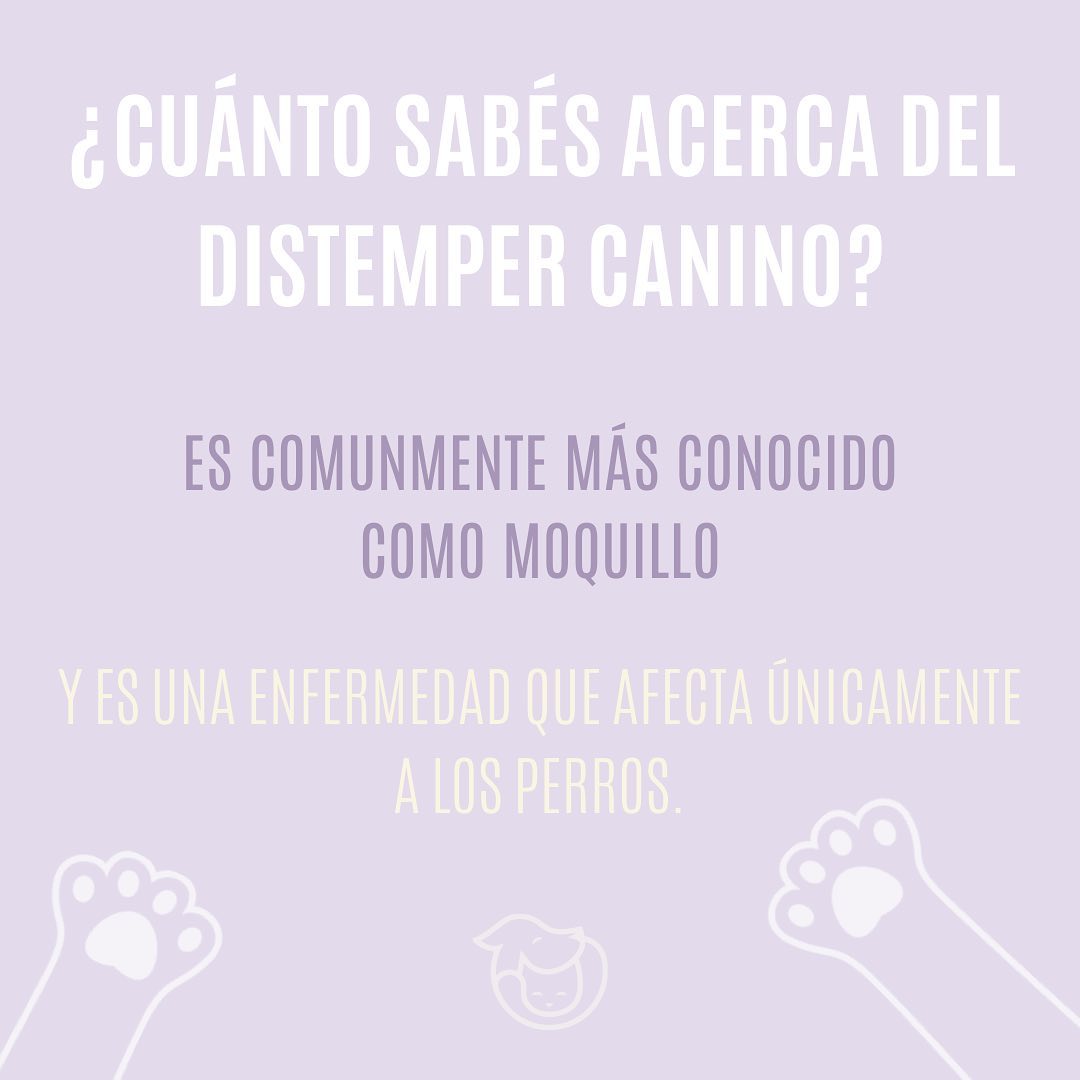 ¿CUÁNTO SABÉS ACERCA DEL
DISTEMPER CANINO?
ES COMUNMENTE MÁS CONOCIDO
COMO MOQUILLO
Y ES UNA ENFERMEDAD QUE AFECTA ÚNICAMENTE
A LOS PERROS.